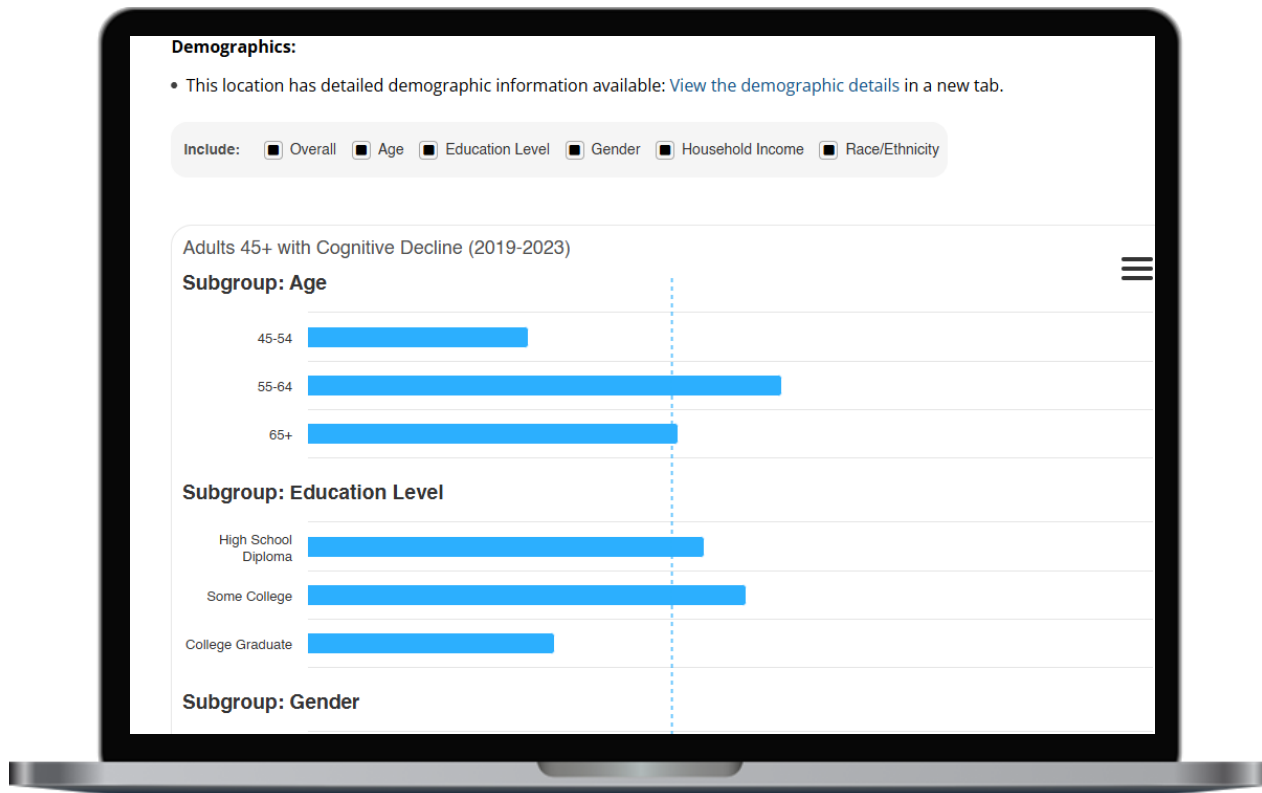 Demographics:
• This location has detailed demographic information available: View the demographic details in a new tab.
Include: Overall Age Education Level Gender Household Income Race/Ethnicity
Adults 45+ with Cognitive Decline (2019-2023)
Subgroup: Age
45-54
55-64
65+
Subgroup: Education Level
High School
Diploma
Some College
College Graduate
Subgroup: Gender